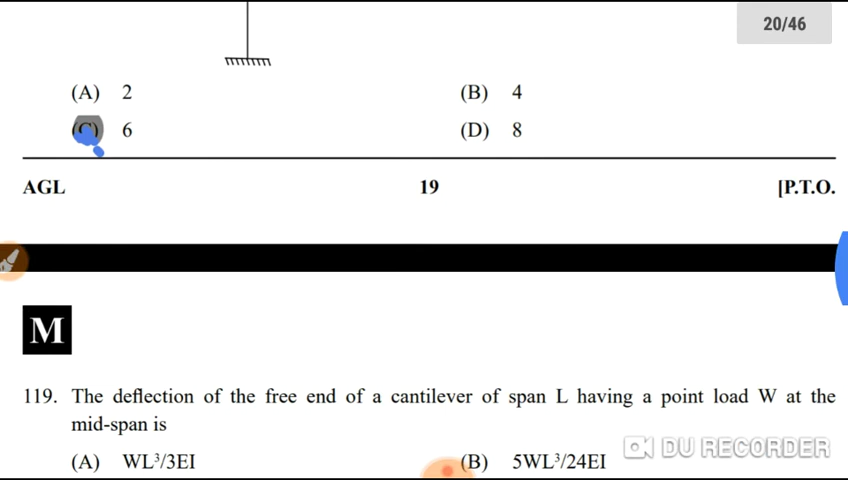 20/46
(A) 2 (B) 4
(C) 6 (D) 8
AGL 19 [P.T.O.
M
119. The deflection of the free end of a cantilever of span L having a point load W at the
mid-span is
(A) WL³/3EI (B) 5WL³/24EI
DU RECORDER